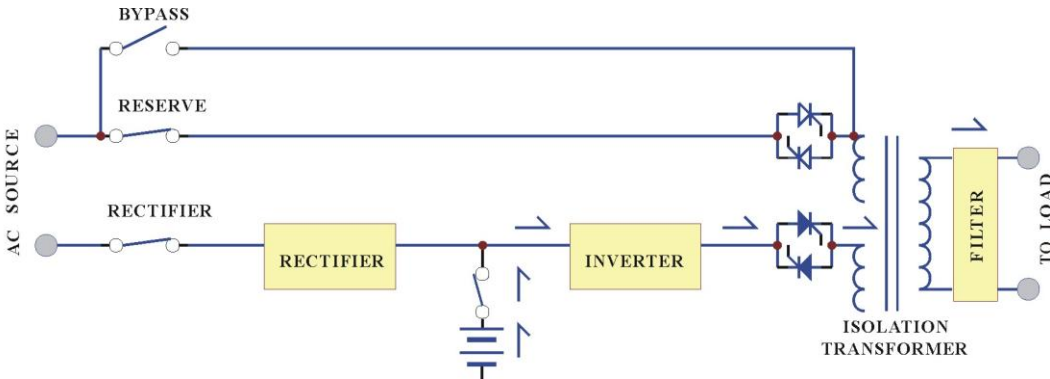 BYPASS
RESERVE
AC SOURCE
RECTIFIER
RECTIFIER
INVERTER
FILTER
TO LOAD
ISOLATION
TRANSFORMER